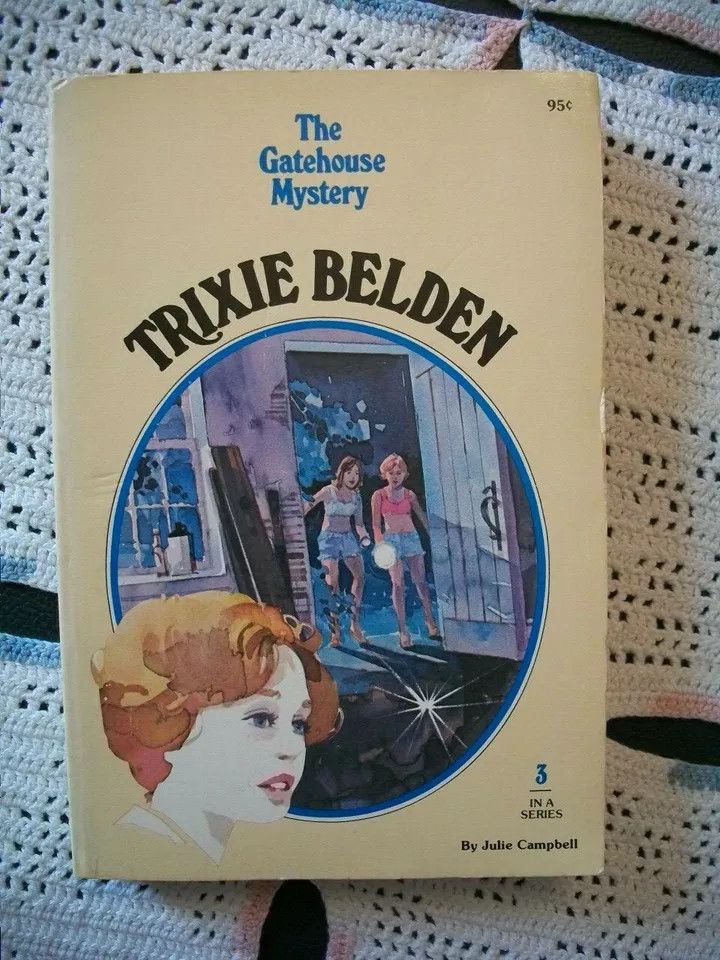 95¢
The
Gatehouse
Mystery
TRIXIE BELDEN
3
IN A
SERIES
By Julie Campbell